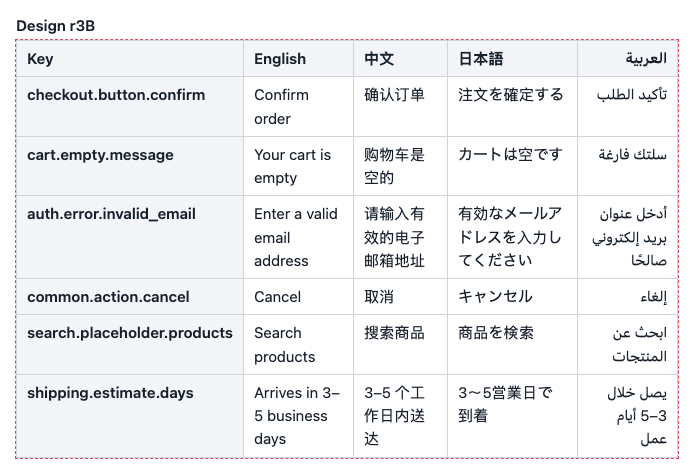 Design r3B
Key
English
中文
日本語
العربية
checkout.button.confirm
Confirm
order
确认订单
注文を確定する
تأكيد الطلب
cart.empty.message
Your cart is
empty
购物车是
空的
カートは空です
سلتك فارغة
auth.error.invalid_email
Enter a valid
email
address
请输入有
效的电子
邮箱地址
有効なメールア
ドレスを入力し
てください
أدخل عنوان
بريد إلكتروني
صالحًا
common.action.cancel
Cancel
取消
キャンセル
إلغاء
search.placeholder.products
Search
products
搜索商品
商品を検索
ابحث عن
المنتجات
shipping.estimate.days
Arrives in 3–
5 business
days
3–5 个工
作日内送
达
3〜5営業日で
到着
يصل خلال
3–5 أيام
عمل